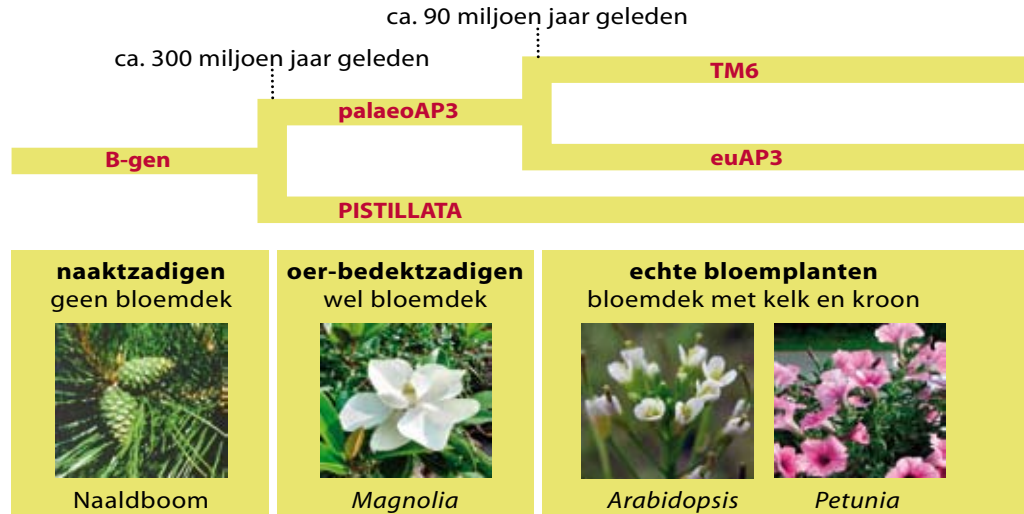 ca. 90 miljoen jaar geleden
ca. 300 miljoen jaar geleden
TM6
palaeoAP3
B-gen
euAP3
PISTILLATA
naaktzadigen
geen bloemdek
Naaldboom
oer-bedektzadigen
wel bloemdek
Magnolia
echte bloemplanten
bloemdek met kelk en kroon
Arabidopsis
Petunia